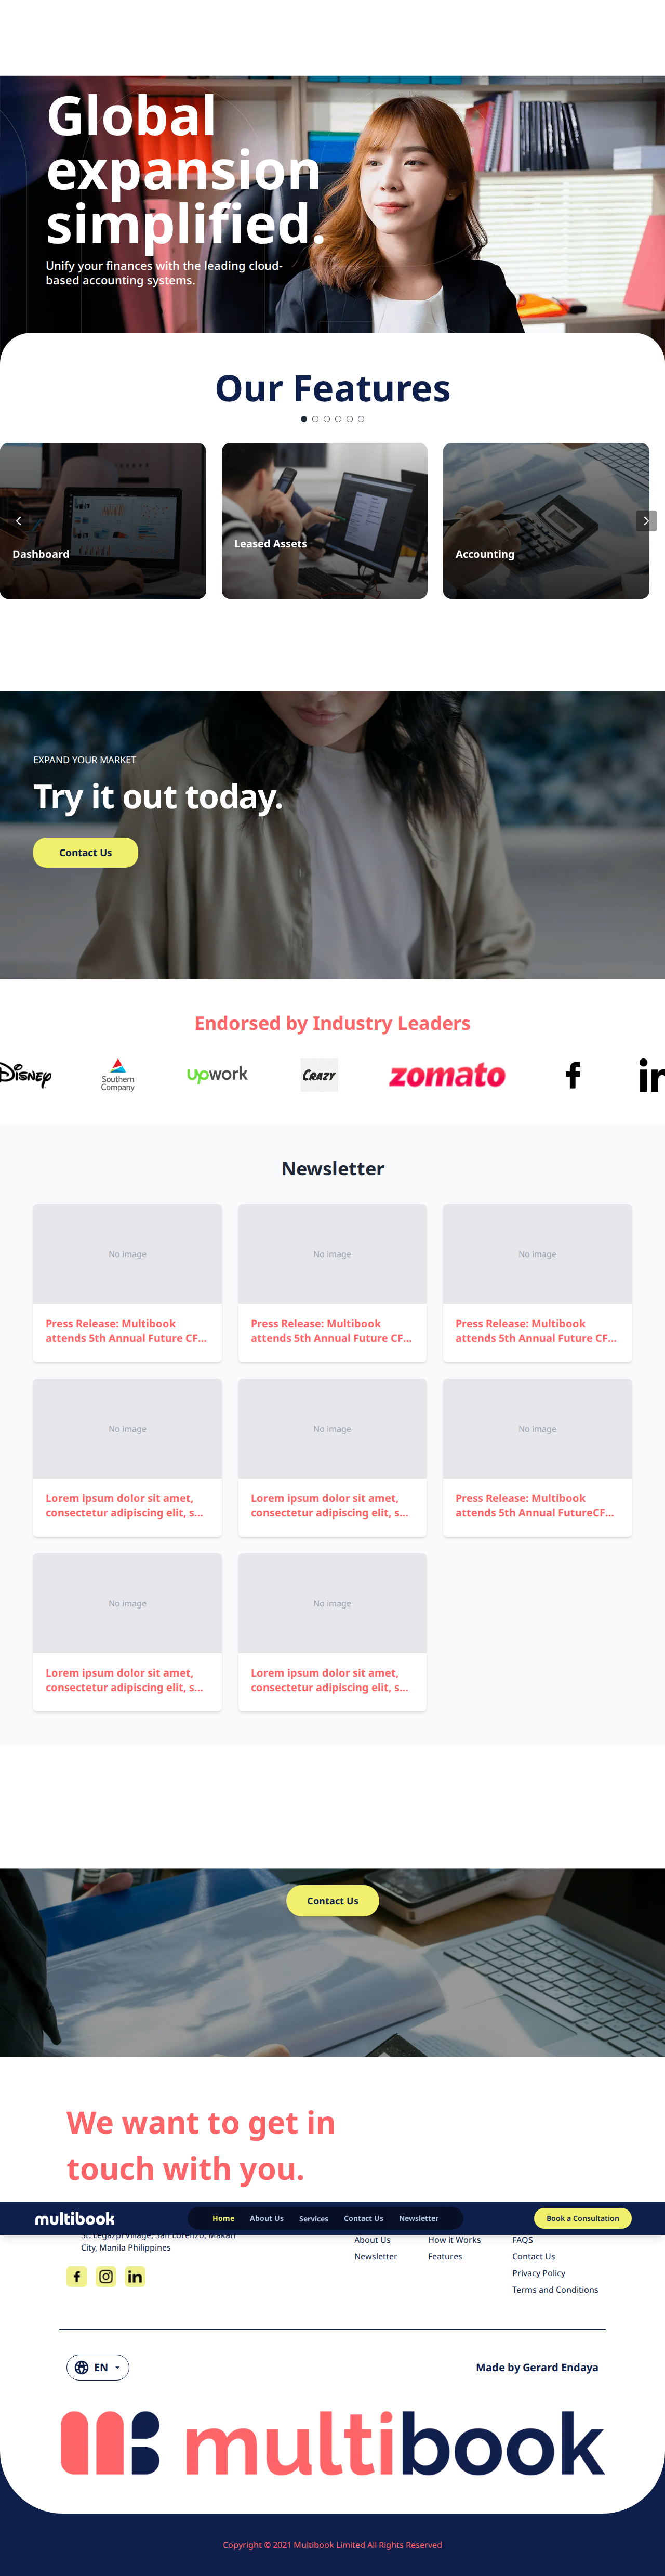 Global
expansion
simplified.
Unify your finances with the leading cloud-
based accounting systems.
Our Features
Dashboard
Leased Assets
Accounting
EXPAND YOUR MARKET
Try it out today.
Contact Us
Endorsed by Industry Leaders
Disney
Southern
Company
upwork
CRAZY
zomato
f
in
Newsletter
No image
No image
No image
Press Release: Multibook
attends 5th Annual Future CF...
Press Release: Multibook
attends 5th Annual Future CF...
Press Release: Multibook
attends 5th Annual Future CF...
No image
No image
No image
Lorem ipsum dolor sit amet,
consectetur adipiscing elit, s...
Lorem ipsum dolor sit amet,
consectetur adipiscing elit, s...
Press Release: Multibook
attends 5th Annual FutureCF...
No image
No image
Lorem ipsum dolor sit amet,
consectetur adipiscing elit, s...
Lorem ipsum dolor sit amet,
consectetur adipiscing elit, s...
Contact Us
We want to get in
touch with you.
multibook
Home
About Us
Services
Contact Us
Newsletter
Book a Consultation
St. Legazpi Village, San Lorenzo, Makati
City, Manila Philippines
About Us
Newsletter
How it Works
Features
FAQS
Contact Us
Privacy Policy
Terms and Conditions
f
in
EN
Made by Gerard Endaya
multibook
Copyright © 2021 Multibook Limited All Rights Reserved